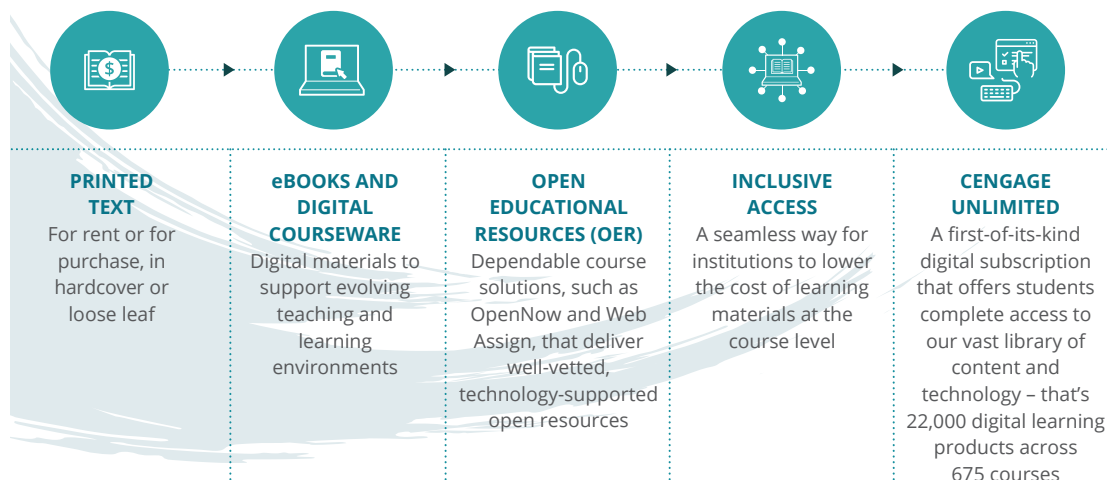 $
PRINTED
TEXT
For rent or for
purchase, in
hardcover or
loose leaf
eBOOKS AND
DIGITAL
COURSEWARE
Digital materials to
support evolving
teaching and
learning
environments
OPEN
EDUCATIONAL
RESOURCES (OER)
Dependable course
solutions, such as
OpenNow and Web
Assign, that deliver
well-vetted,
technology-supported
open resources
INCLUSIVE
ACCESS
A seamless way for
institutions to lower
the cost of learning
materials at the
course level
CENGAGE
UNLIMITED
A first-of-its-kind
digital subscription
that offers students
complete access to
our vast library of
content and
technology – that’s
22,000 digital learning
products across
675 courses